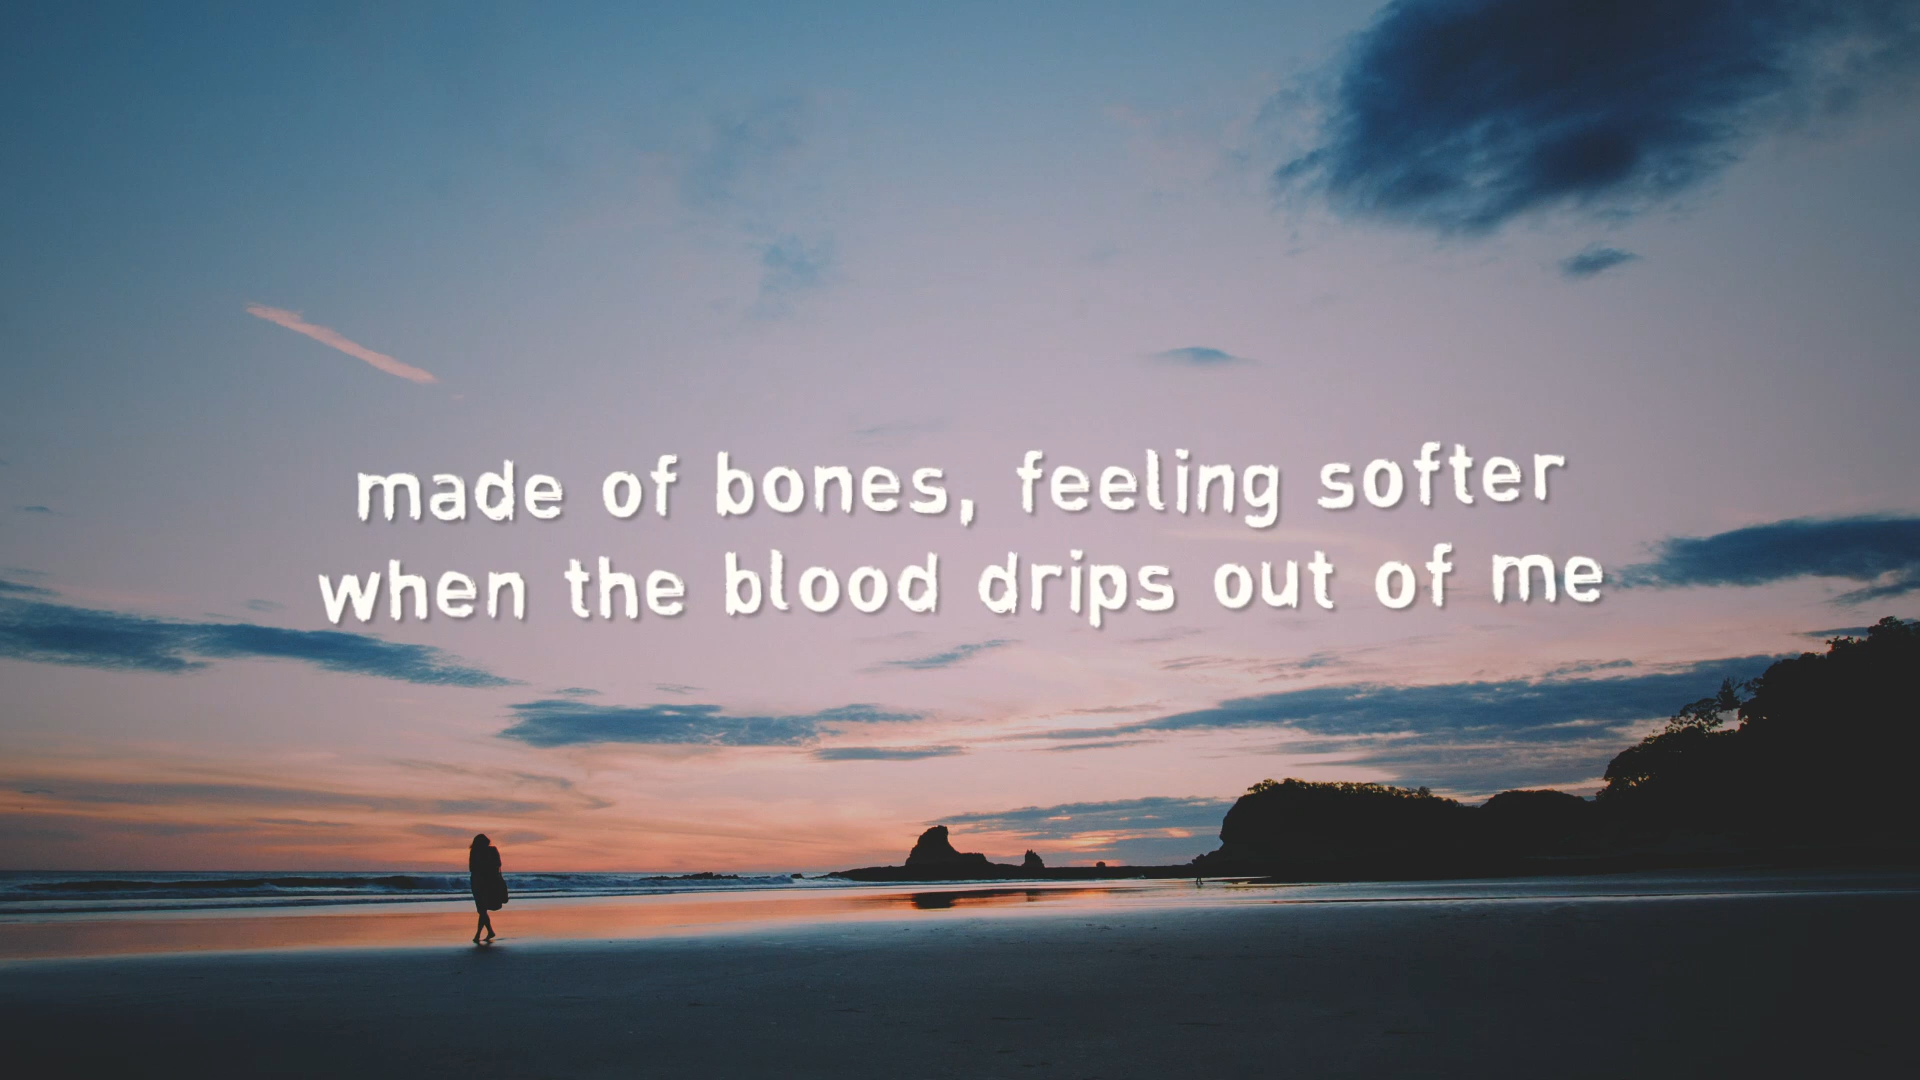 made of bones, feeling softer
when the blood drips out of me